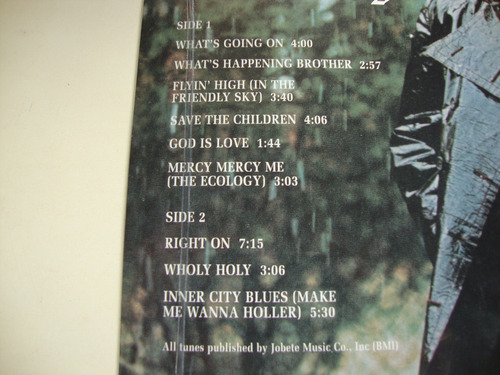 SIDE 1
WHAT'S GOING ON 4:00
WHAT'S HAPPENING BROTHER 2:57
FLYIN' HIGH (IN THE
FRIENDLY SKY) 3:40
SAVE THE CHILDREN 4:06
GOD IS LOVE 1:44
MERCY MERCY ME
(THE ECOLOGY) 3:03
SIDE 2
RIGHT ON 7:15
WHOLY HOLY 3:06
INNER CITY BLUES (MAKE
ME WANNA HOLLER) 5:30
All tunes published by Jobete Music Co., Inc (BMI)